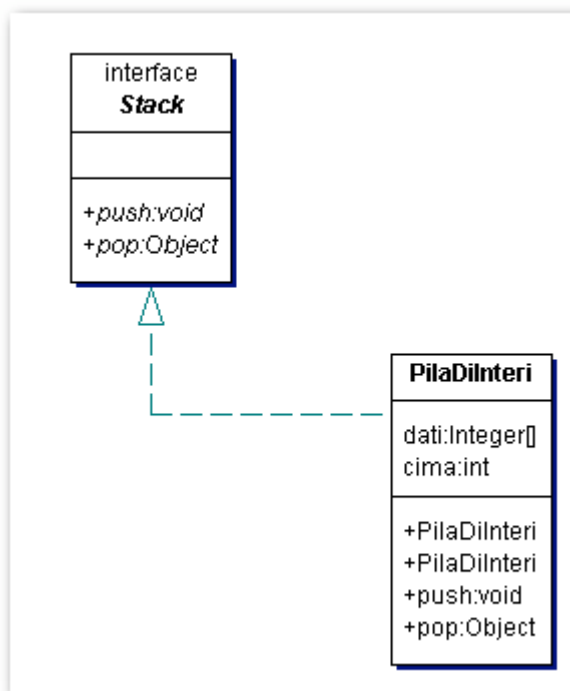 interface
Stack
+push:void
+pop:Object
PilaDiInteri
dati:Integer[]
cima:int
+PilaDiInteri
+PilaDiInteri
+push:void
+pop:Object